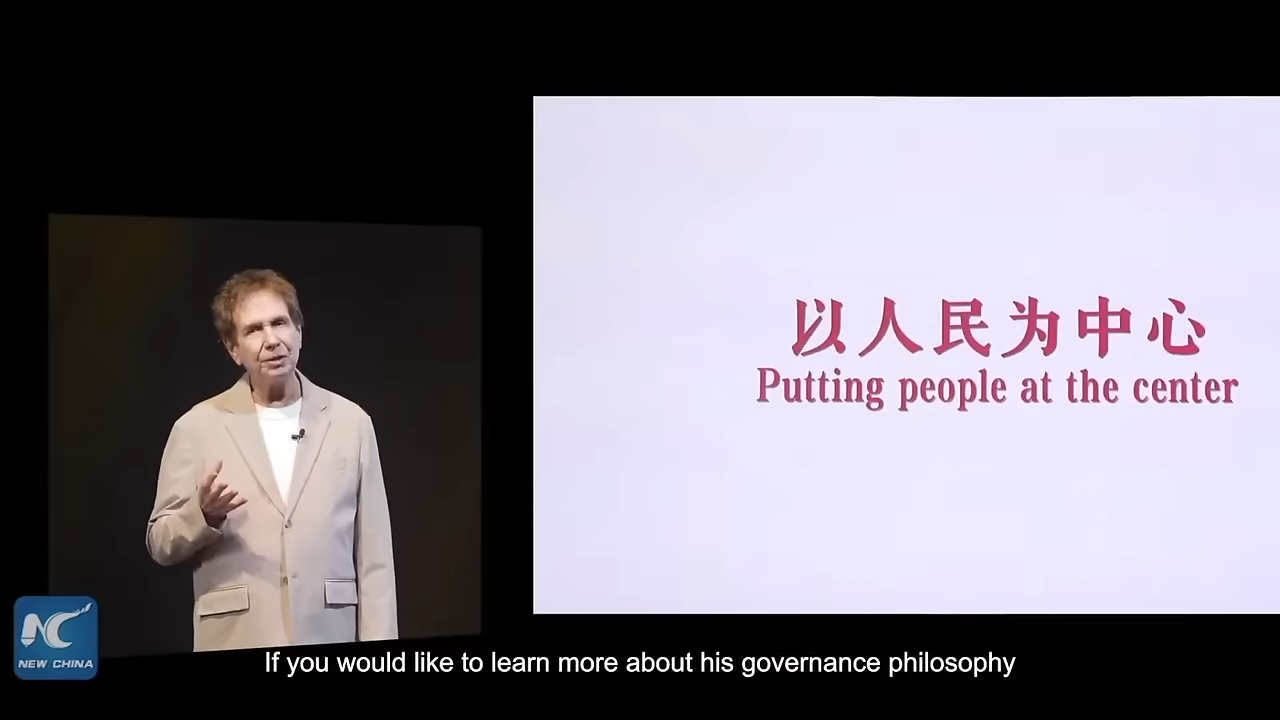 以人民为中心
Putting people at the center
NC
NEW CHINA
If you would like to learn more about his governance philosophy